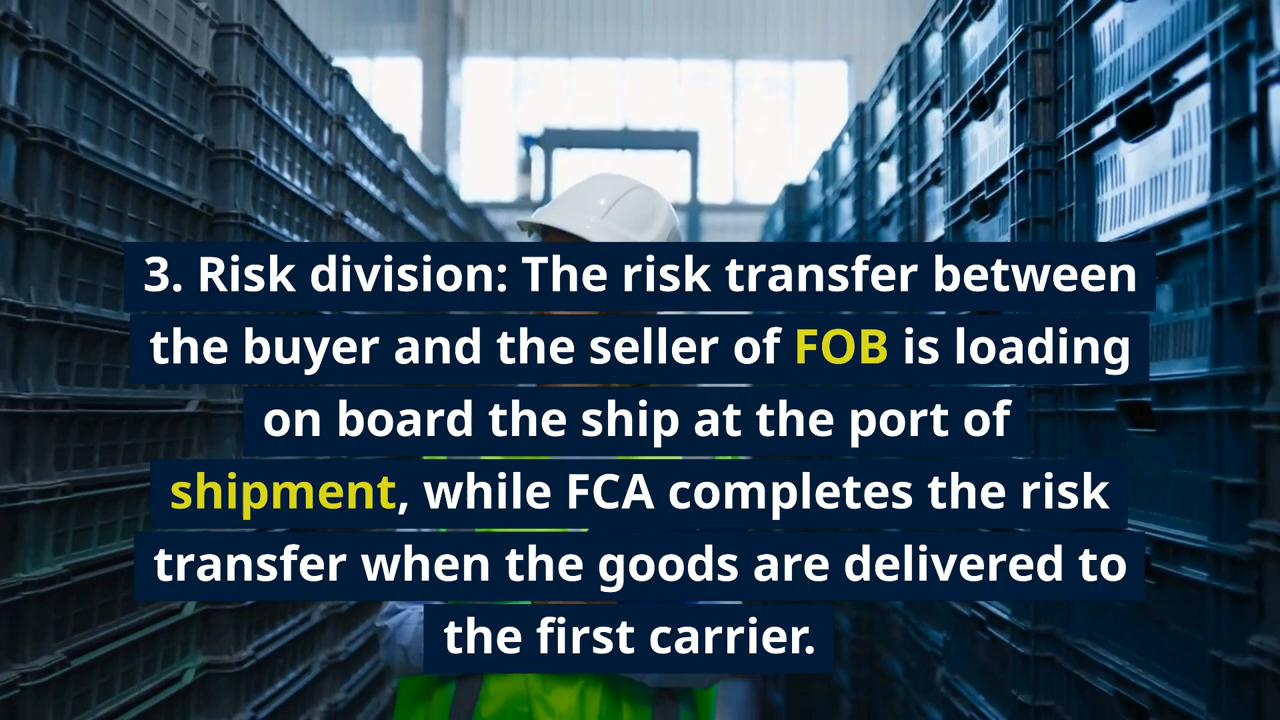 3. Risk division: The risk transfer between
the buyer and the seller of FOB is loading
on board the ship at the port of
shipment, while FCA completes the risk
transfer when the goods are delivered to
the first carrier.